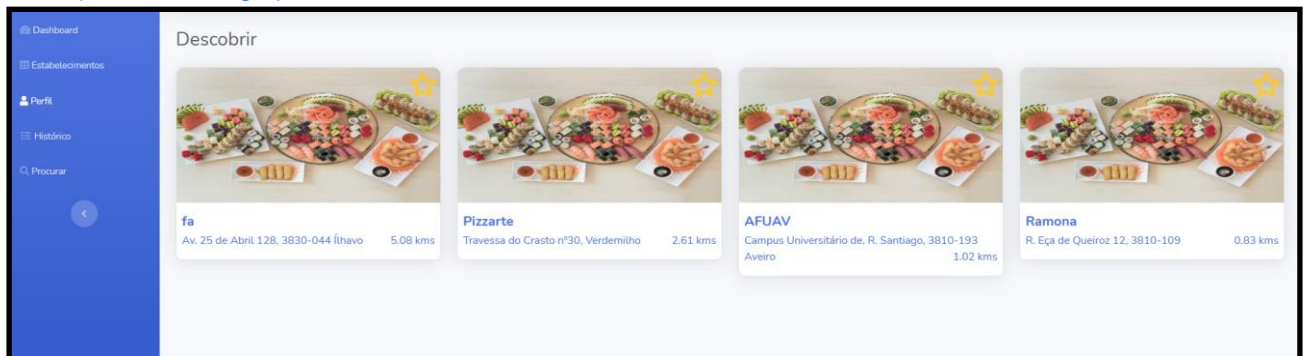 Dashboard
Estabelecimentos
Perfil
Histórico
Procurar
Descobrir
fa
Av. 25 de Abril 128, 3830-044 Ílhavo 5.08 kms
Pizzarte
Travessa do Crasto nº30, Verdemilho 2.61 kms
AFUAV
Campus Universitário de, R. Santiago, 3810-193
Aveiro 1.02 kms
Ramona
R. Eça de Queiroz 12, 3810-109 0.83 kms